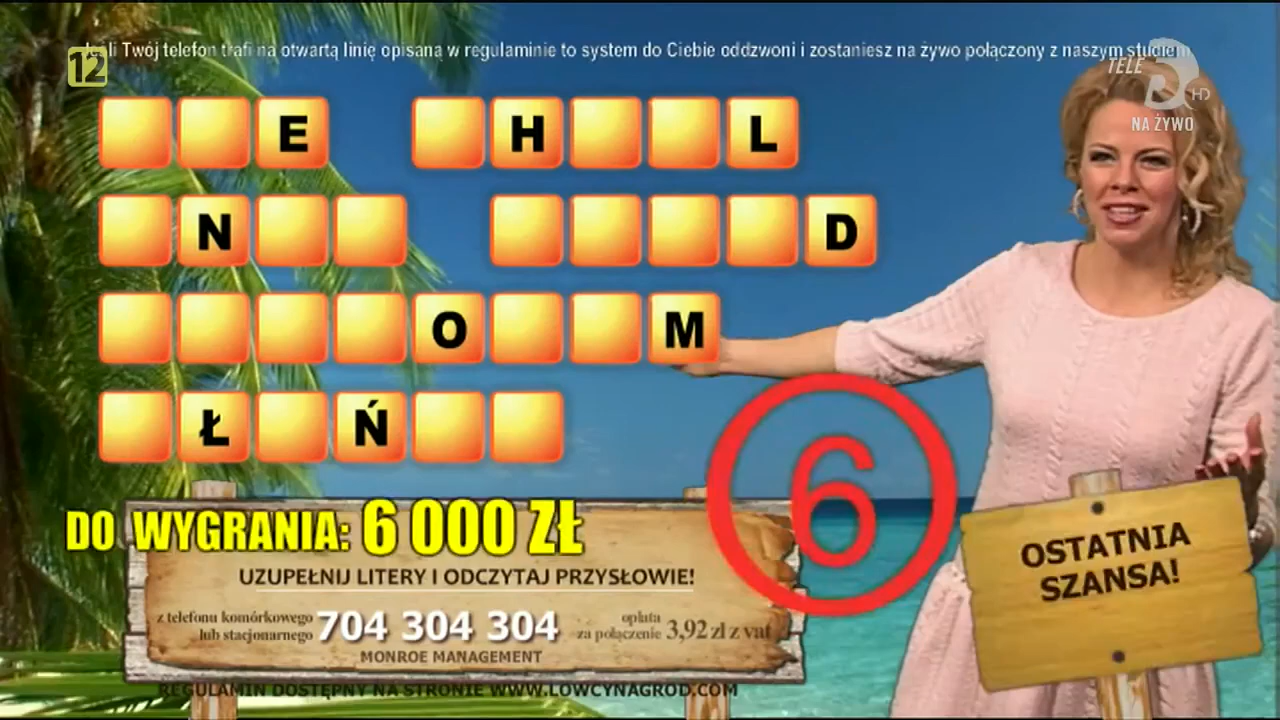 Jeśli Twój telefon trafi na otwartą linię opisaną w regulaminie to system do Ciebie oddzwoni i zostaniesz na żywo połączony z naszym studiem
12
TELE 5 HD
NA ŻYWO
E H L
N D
O M
Ł Ń
6
DO WYGRANIA: 6 000 ZŁ
UZUPEŁNIJ LITERY I ODCZYTAJ PRZYSŁOWIE!
z telefonu komórkowego
lub stacjonarnego
704 304 304
opłata
za połączenie 3,92 zł z vat
MONROE MANAGEMENT
REGULAMIN DOSTĘPNY NA STRONIE WWW.LOWCYNAGROD.COM
OSTATNIA
SZANSA!